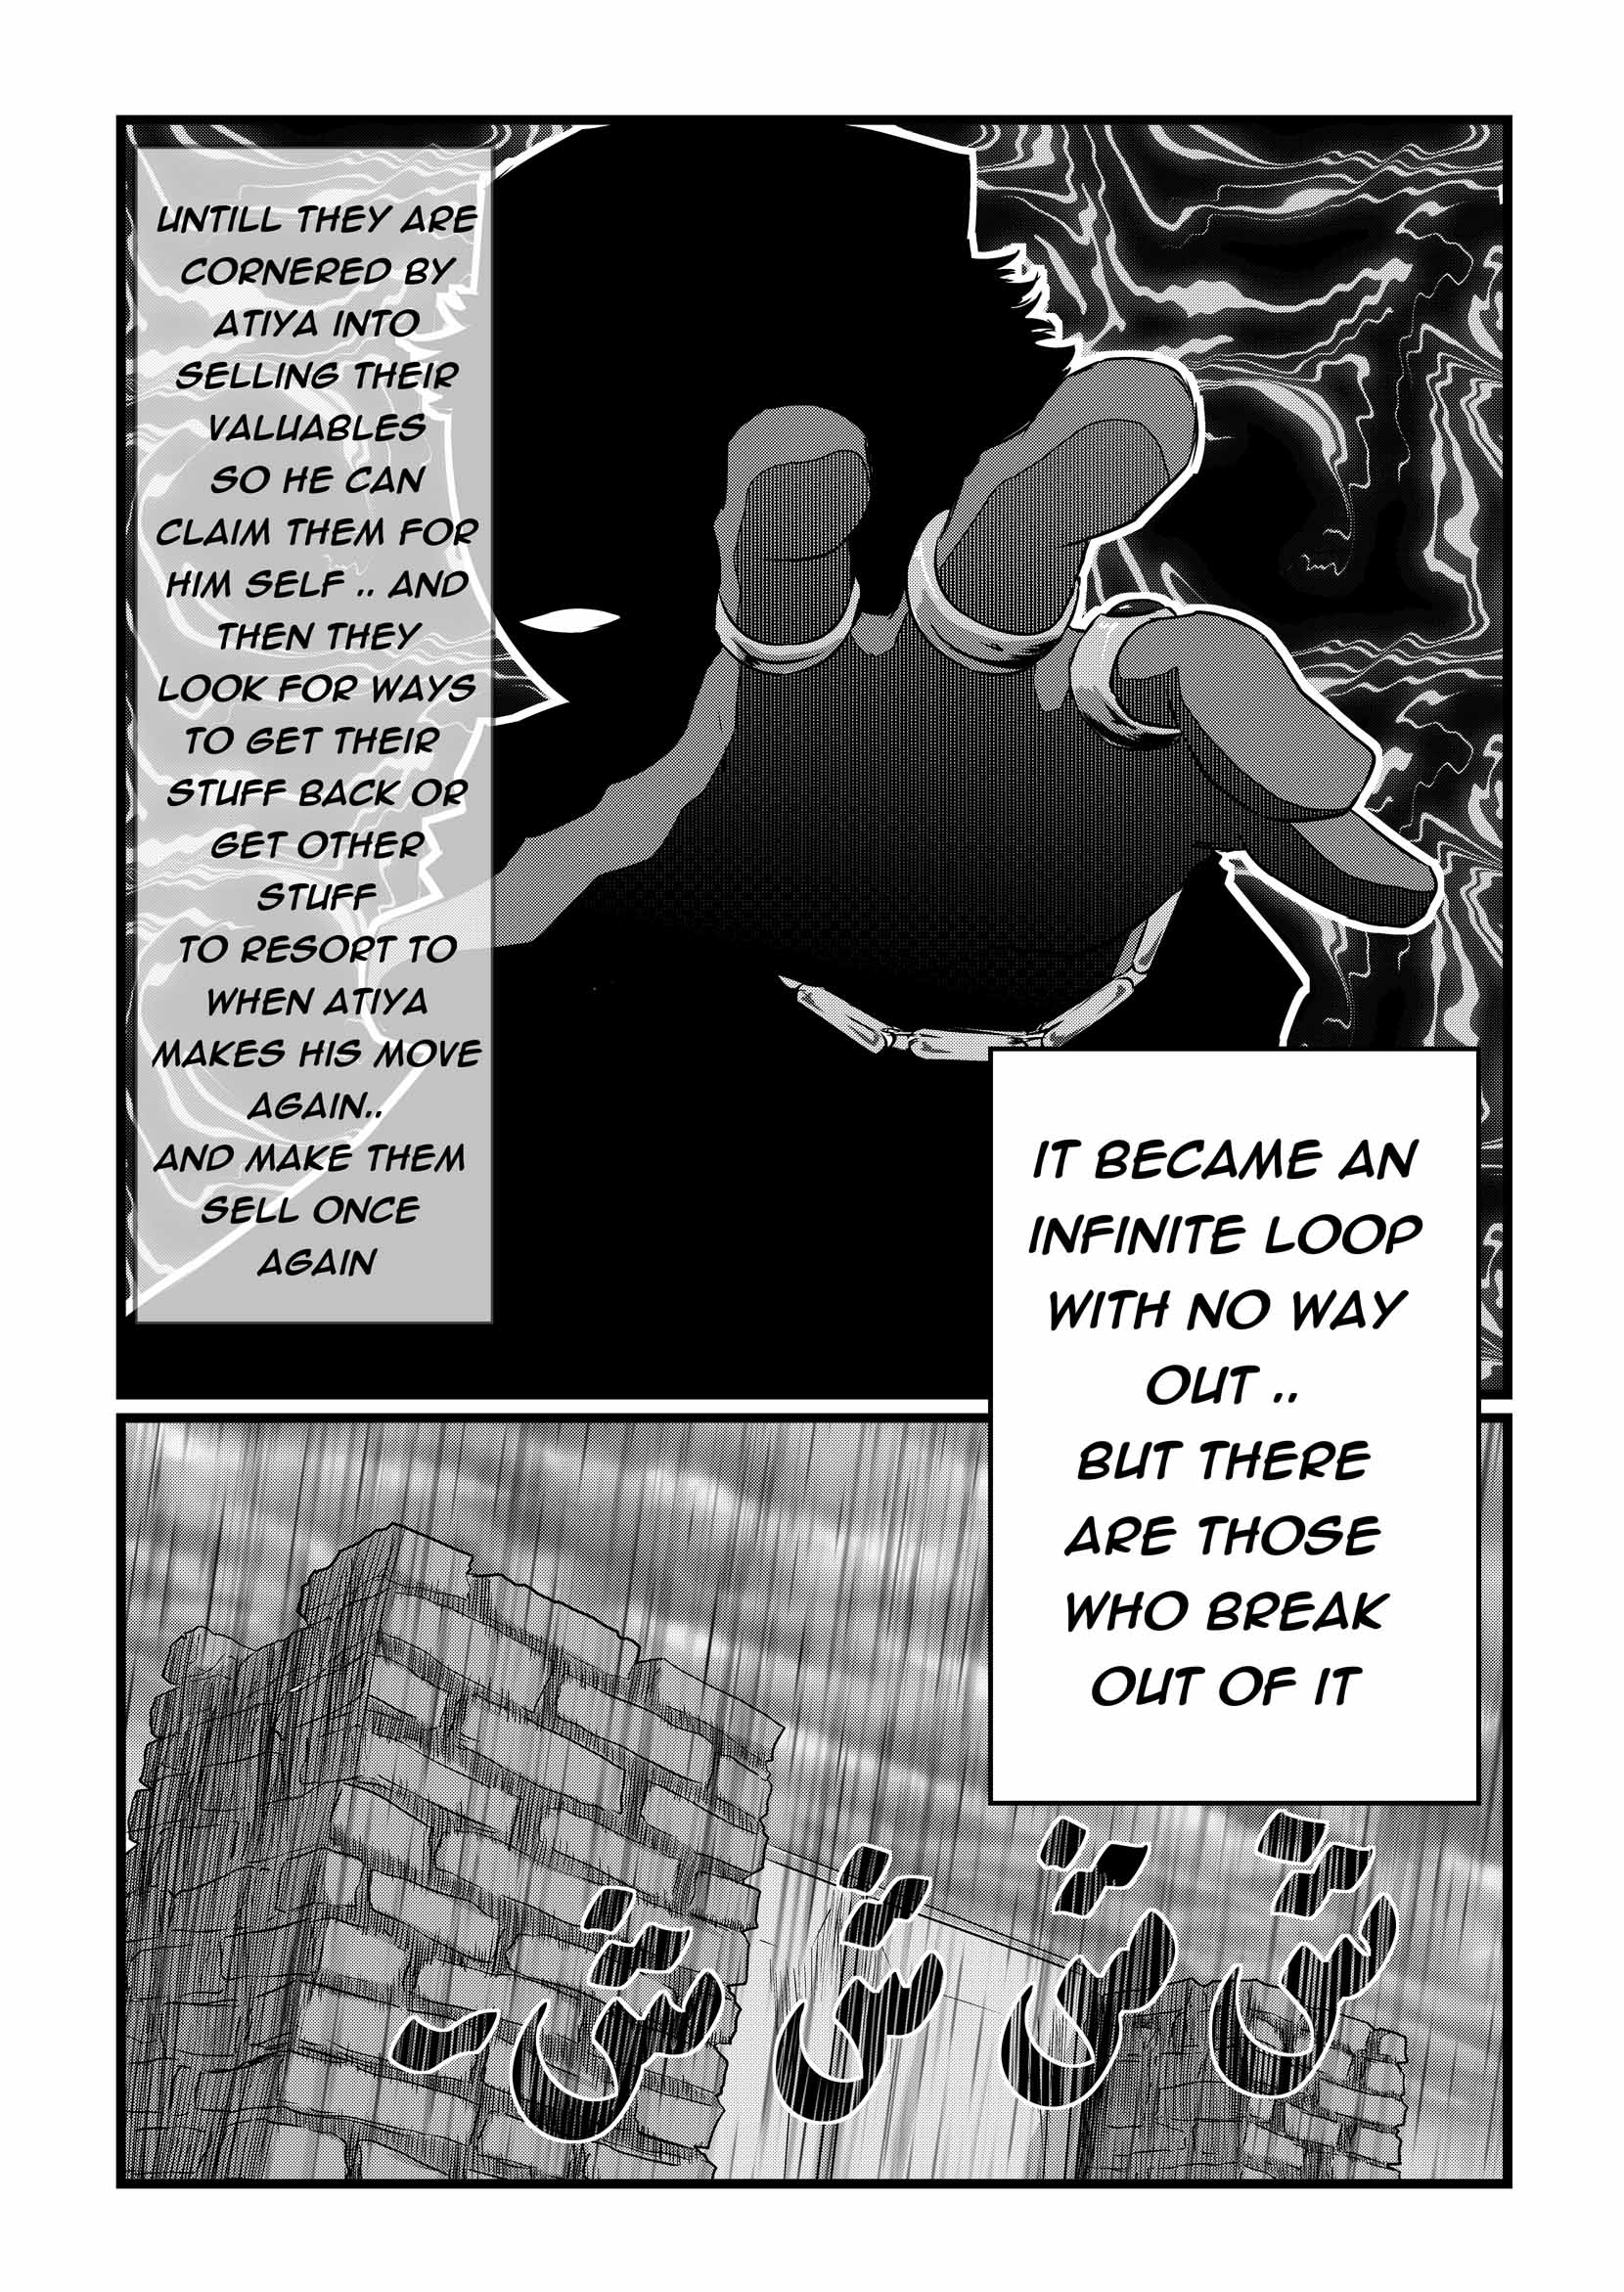 UNTILL THEY ARE
CORNERED BY
ATIYA INTO
SELLING THEIR
VALUABLES
SO HE CAN
CLAIM THEM FOR
HIM SELF .. AND
THEN THEY
LOOK FOR WAYS
TO GET THEIR
STUFF BACK OR
GET OTHER
STUFF
TO RESORT TO
WHEN ATIYA
MAKES HIS MOVE
AGAIN..
AND MAKE THEM
SELL ONCE
AGAIN
IT BECAME AN
INFINITE LOOP
WITH NO WAY
OUT ..
BUT THERE
ARE THOSE
WHO BREAK
OUT OF IT
ش ش ش ش ..